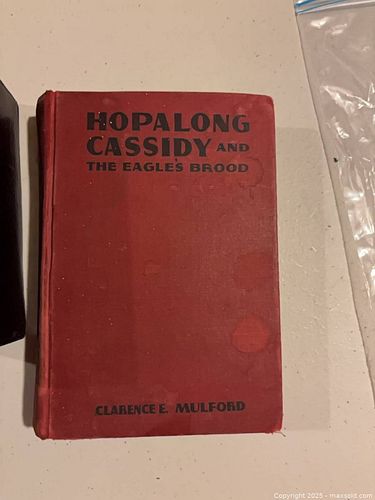 HOPALONG
CASSIDY AND
THE EAGLE'S BROOD
CLARENCE E. MULFORD
Copyright 2025 - maxsold.com